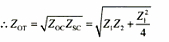 ∴ Z_OT = √(Z_OC Z_SC) = √(Z_1 Z_2 + Z_1^2/4)